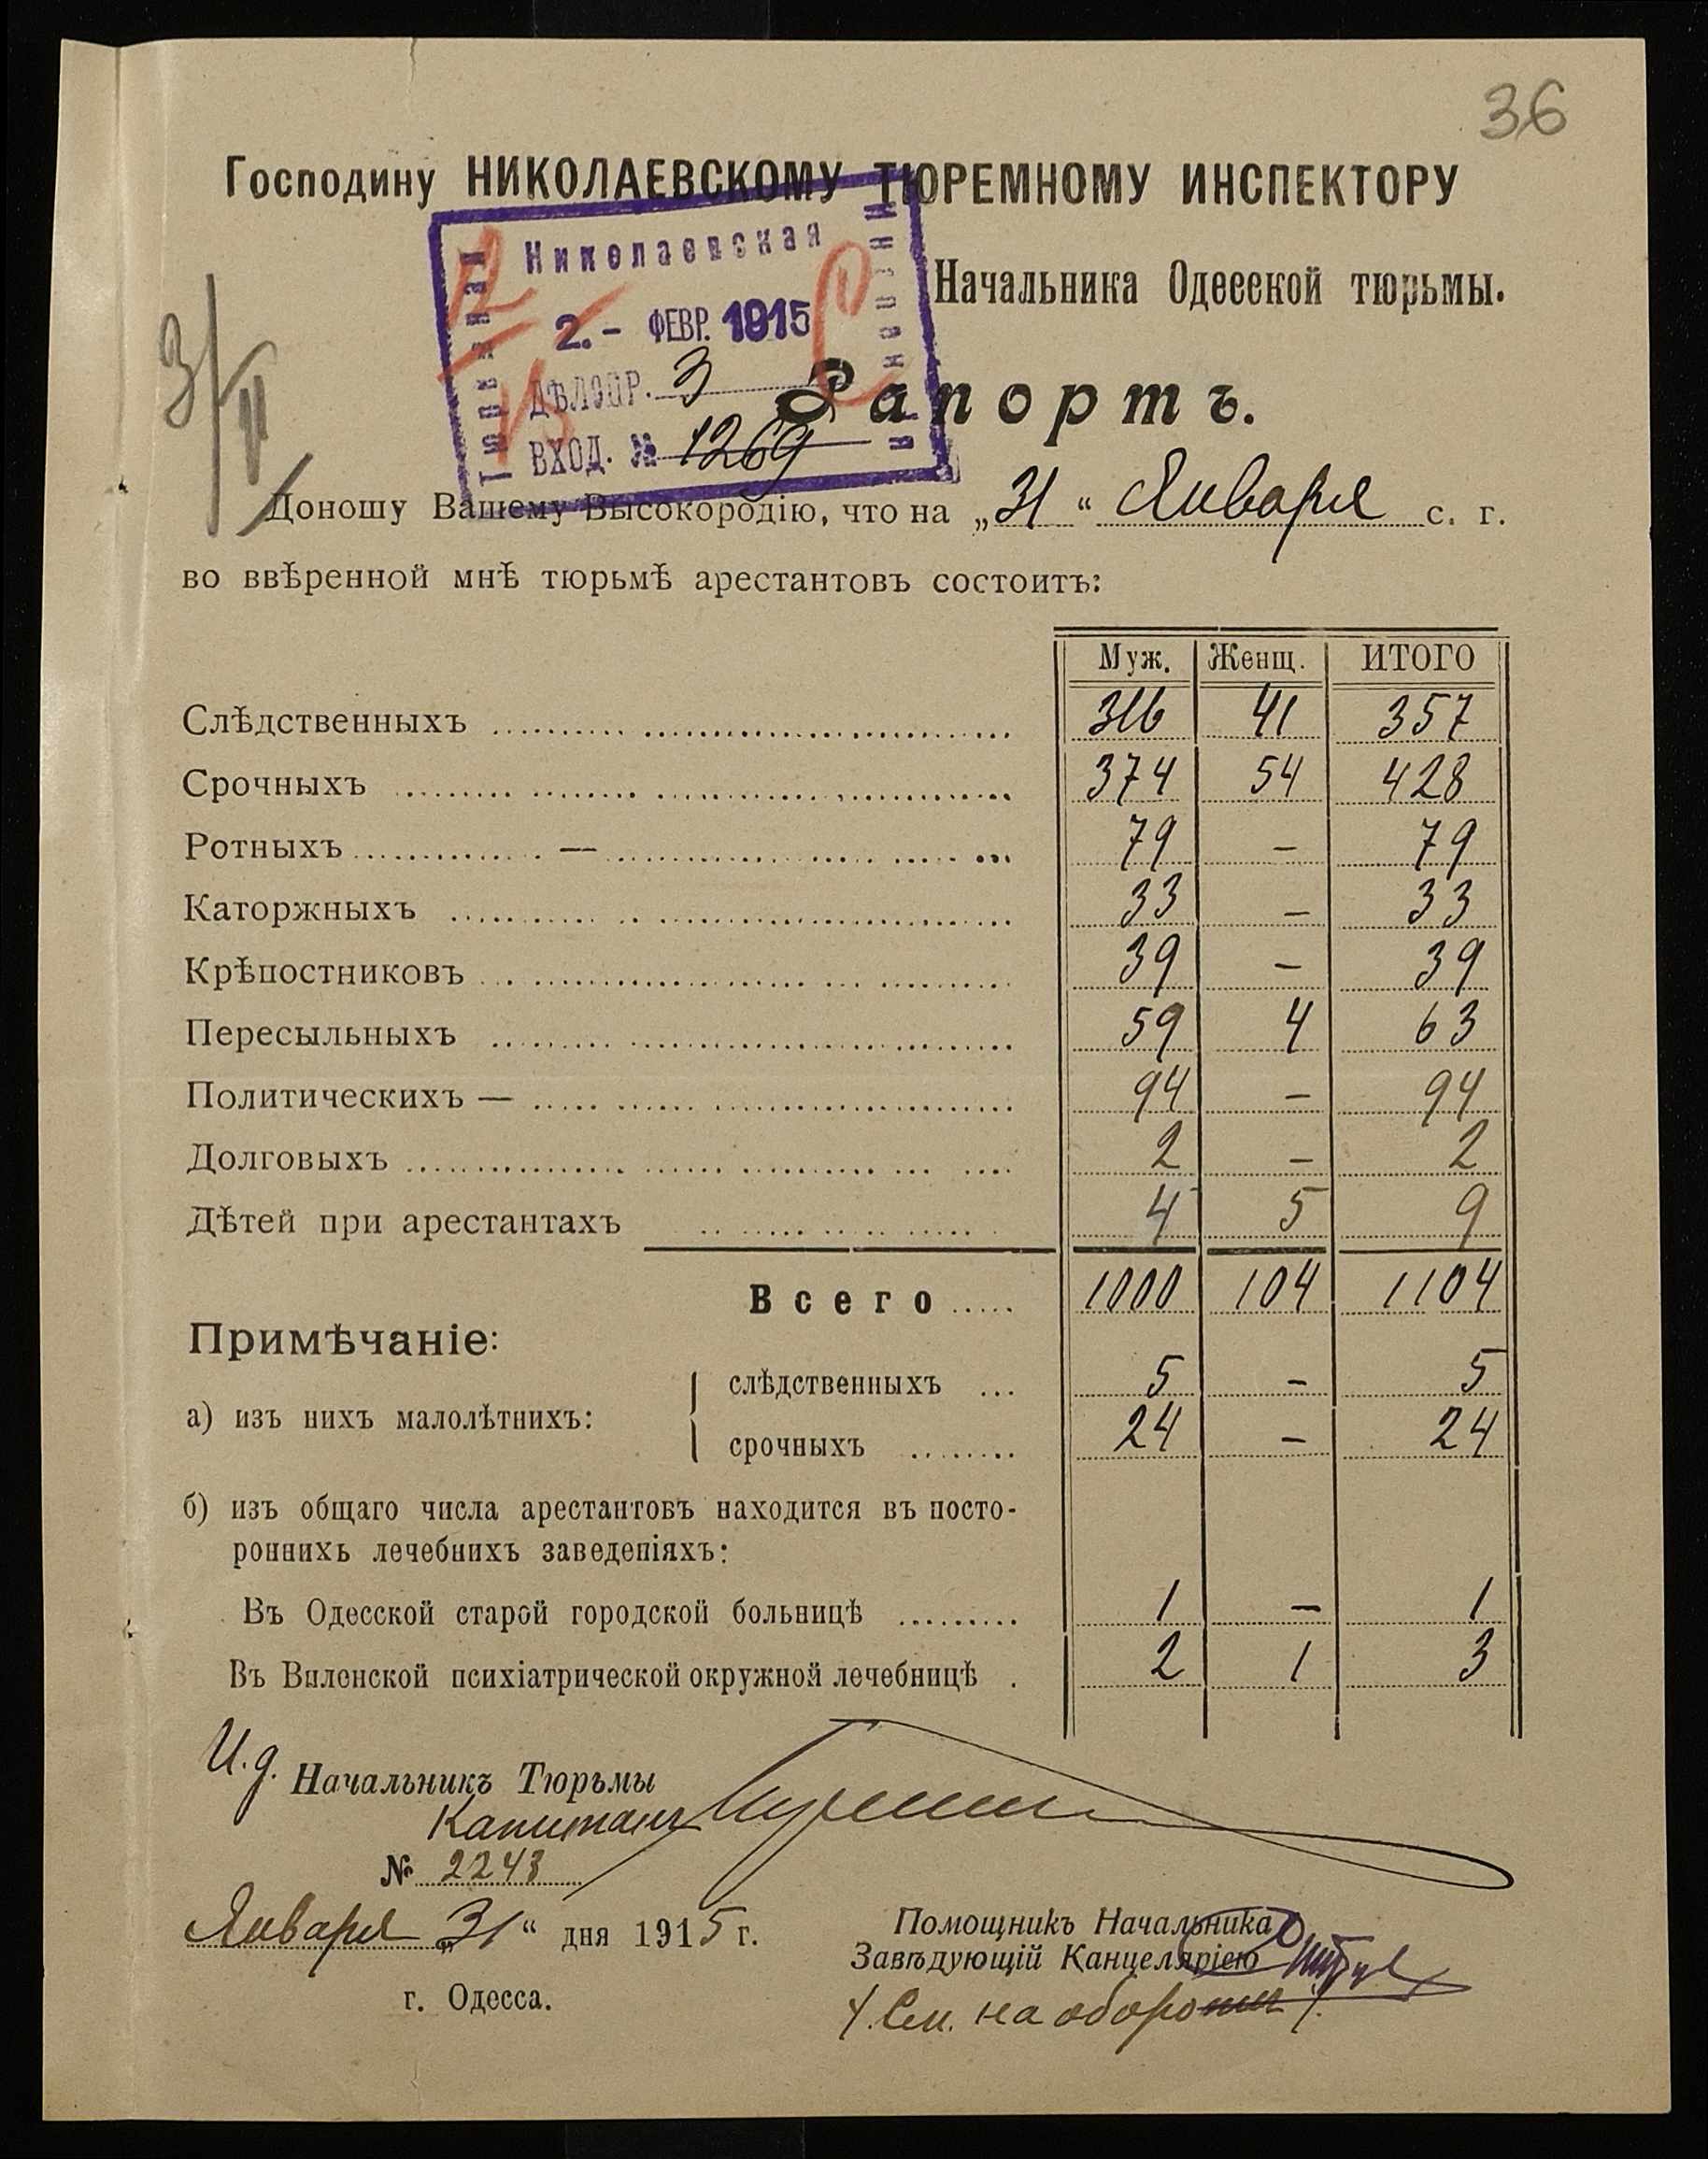 36
Господину НИКОЛАЕВСКОМУ ТЮРЕМНОМУ ИНСПЕКТОРУ
Николаевская
Тюремная
Инспекція
2.- ФЕВР. 1915
ДѢЛОПР. 3
ВХОД. № 1269
Начальника Одесской тюрьмы.
3/II
Рапортъ.
Доношу Вашему Высокородію, что на „31“ Января с. г.
во ввѣренной мнѣ тюрьмѣ арестантовъ состоитъ:
Муж. Женщ. ИТОГО
Слѣдственныхъ 316 41 357
Срочныхъ 374 54 428
Ротныхъ — 79 – 79
Каторжныхъ 33 – 33
Крѣпостниковъ 39 – 39
Пересыльныхъ 59 4 63
Политическихъ — 94 – 94
Долговыхъ 2 – 2
Дѣтей при арестантахъ 4 5 9
Всего 1000 104 1104
Примѣчаніе:
а) изъ нихъ малолѣтнихъ:
слѣдственныхъ 5 – 5
срочныхъ 24 – 24
б) изъ общаго числа арестантовъ находится въ посто-
роннихъ лечебнихъ заведеніяхъ:
Въ Одесской старой городской больницѣ 1 – 1
Въ Виленской психіатрической окружной лечебницѣ 2 1 3
И.д. Начальникъ Тюрьмы
Капитанъ
№ 2243
Января „31“ дня 1915 г.
г. Одесса.
Помощникъ Начальника
Завѣдующій Канцеляріею
См. на обороти